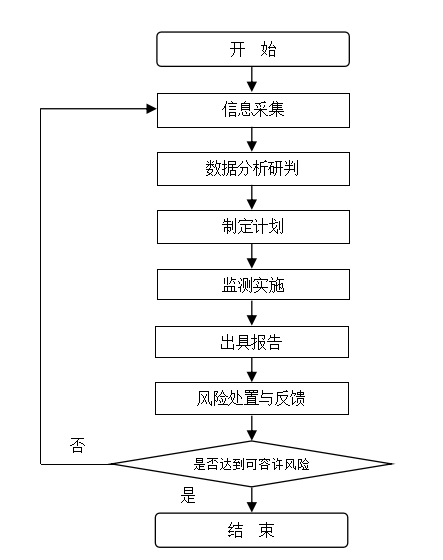 开 始
信息采集
数据分析研判
制定计划
监测实施
出具报告
风险处置与反馈
否
是否达到可容许风险
是
结 束